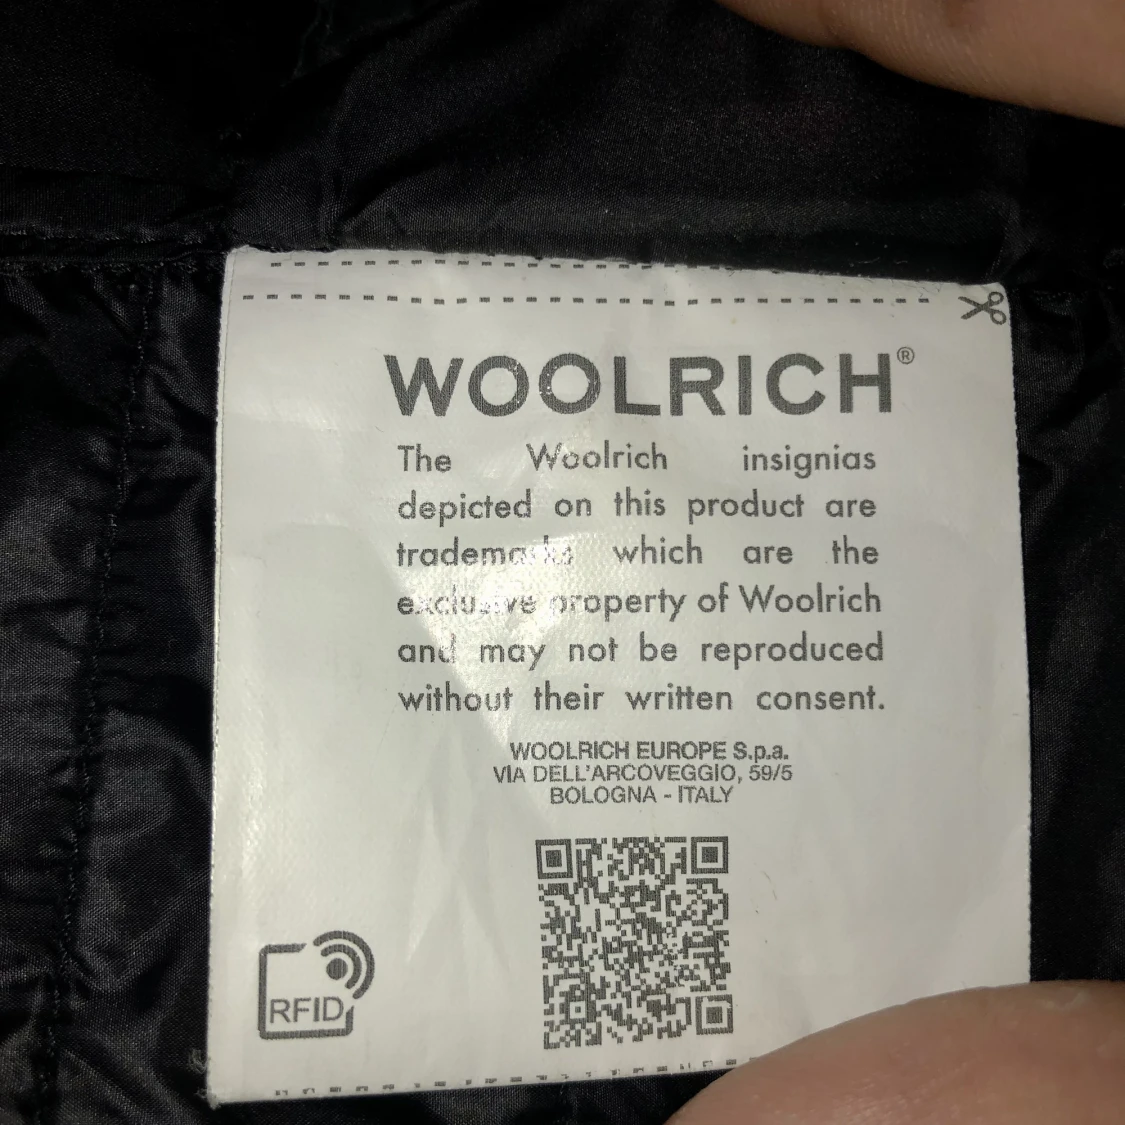 WOOLRICH®
The Woolrich insignias
depicted on this product are
trademarks which are the
exclusive property of Woolrich
and may not be reproduced
without their written consent.
WOOLRICH EUROPE S.p.a.
VIA DELL'ARCOVEGGIO, 59/5
BOLOGNA - ITALY
RFID